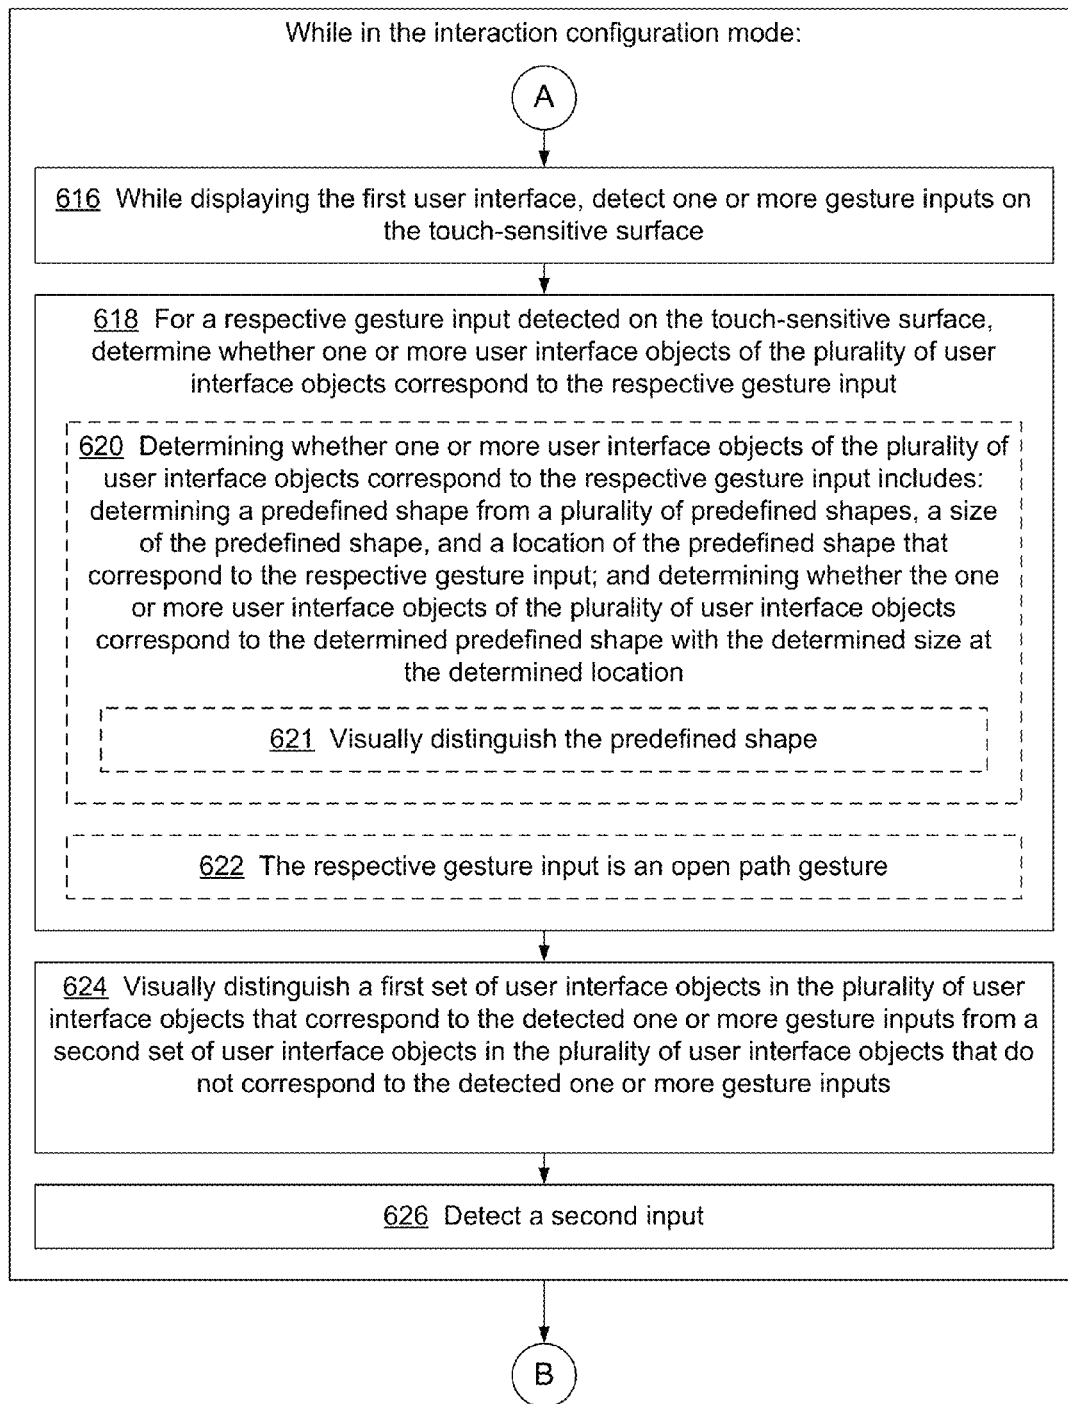 While in the interaction configuration mode:
A
616 While displaying the first user interface, detect one or more gesture inputs on
the touch-sensitive surface
618 For a respective gesture input detected on the touch-sensitive surface,
determine whether one or more user interface objects of the plurality of user
interface objects correspond to the respective gesture input
620 Determining whether one or more user interface objects of the plurality of
user interface objects correspond to the respective gesture input includes:
determining a predefined shape from a plurality of predefined shapes, a size
of the predefined shape, and a location of the predefined shape that
correspond to the respective gesture input; and determining whether the one
or more user interface objects of the plurality of user interface objects
correspond to the determined predefined shape with the determined size at
the determined location
621 Visually distinguish the predefined shape
622 The respective gesture input is an open path gesture
624 Visually distinguish a first set of user interface objects in the plurality of user
interface objects that correspond to the detected one or more gesture inputs from a
second set of user interface objects in the plurality of user interface objects that do
not correspond to the detected one or more gesture inputs
626 Detect a second input
B